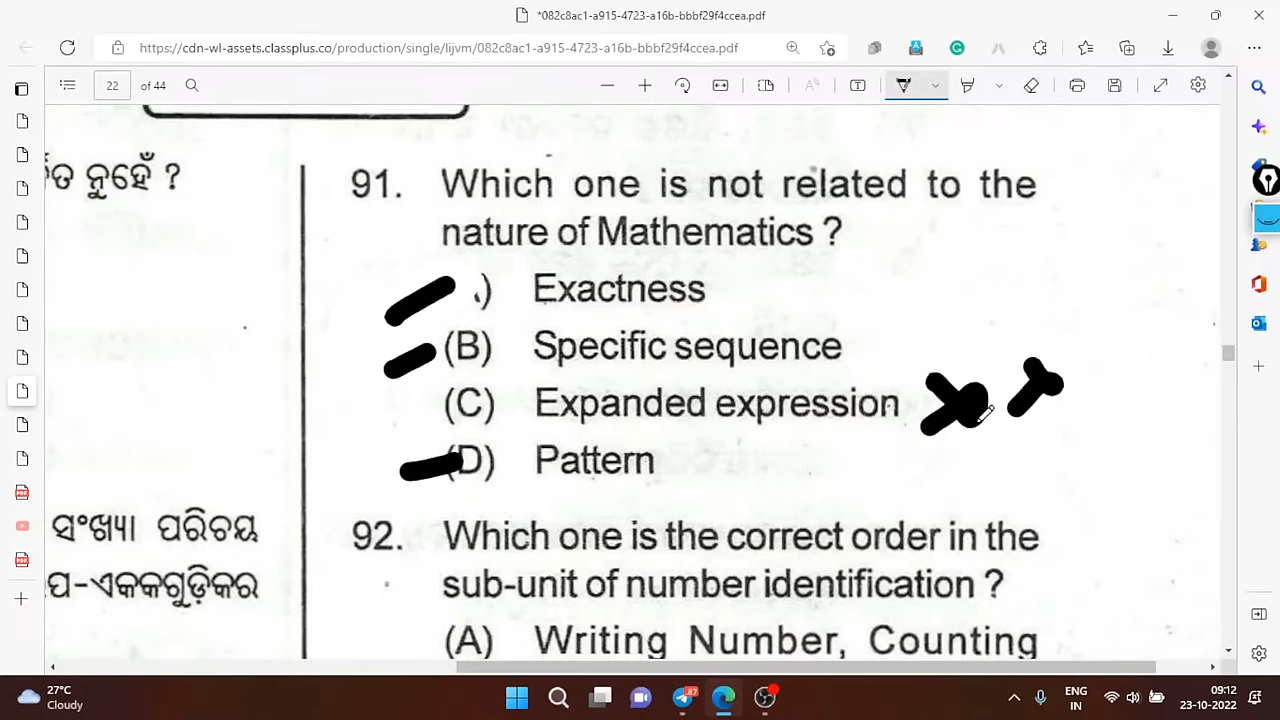 *082c8ac1-a915-4723-a16b-bbbf29f4ccea.pdf
https://cdn-wl-assets.classplus.co/production/single/lijvm/082c8ac1-a915-4723-a16b-bbbf29f4ccea.pdf
22 of 44
ନୁହେଁ ?
ସଂଖ୍ୟା ପରିଚୟ
91. Which one is not related to the
nature of Mathematics ?
) Exactness
(B) Specific sequence
(C) Expanded expression
(D) Pattern
92. Which one is the correct order in the
sub-unit of number identification ?
(A) Writing Number, Counting
27°C
Cloudy
87
ENG
IN
09:12
23-10-2022